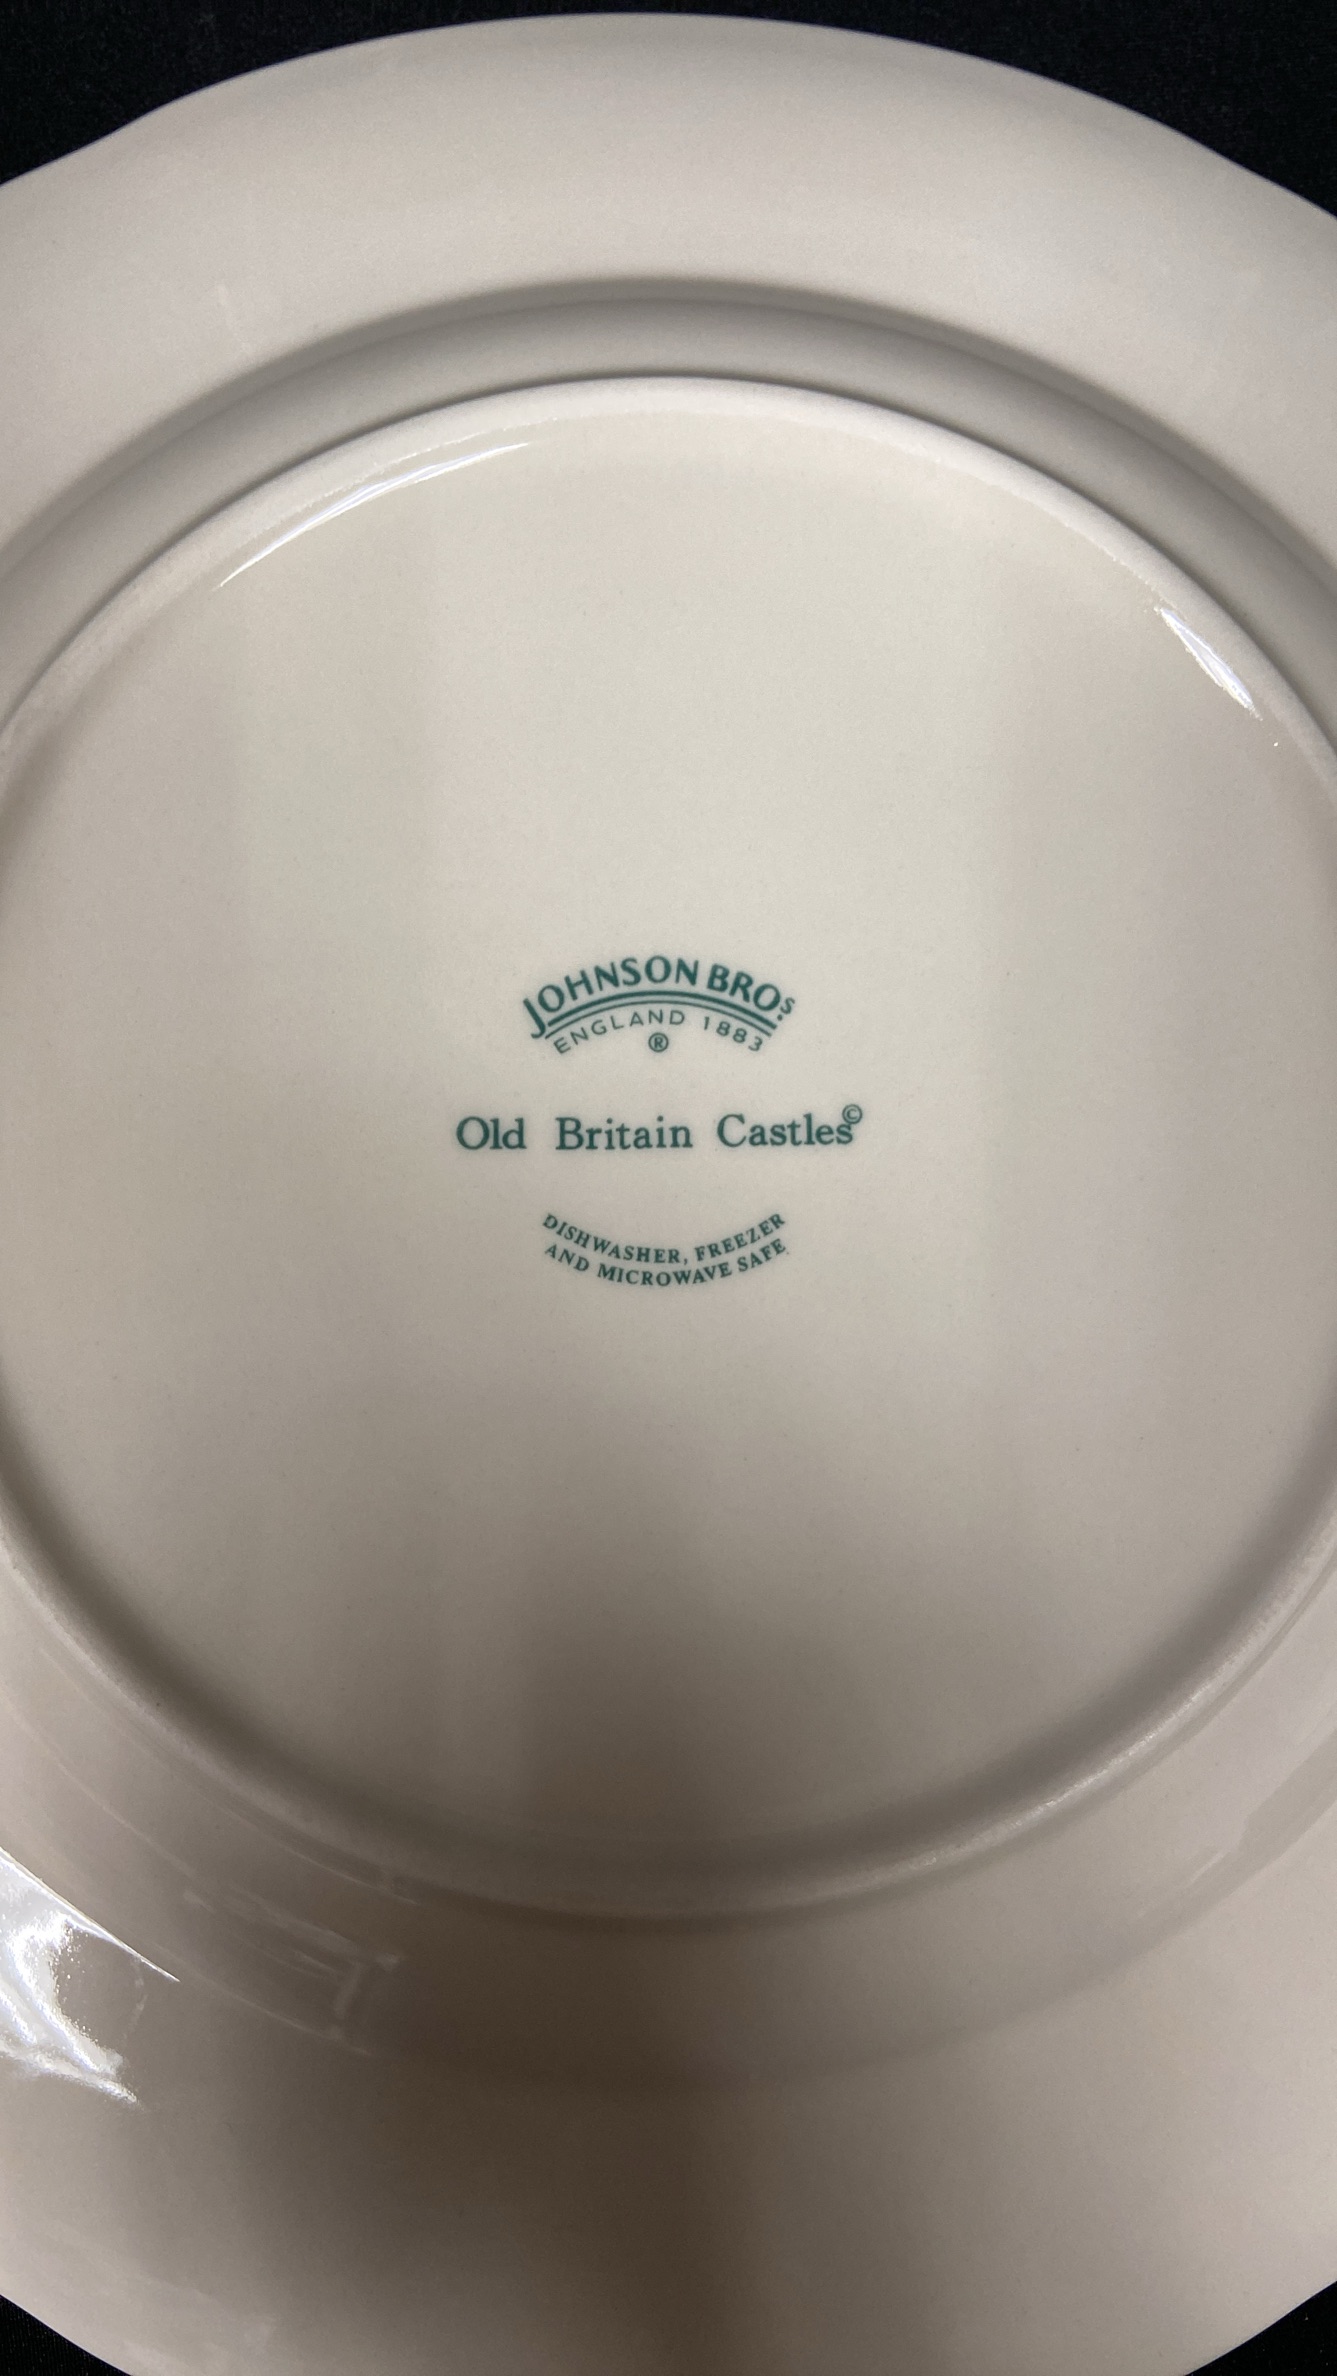 JOHNSON BROS.
ENGLAND 1883
®
Old Britain Castles©
DISHWASHER, FREEZER
AND MICROWAVE SAFE